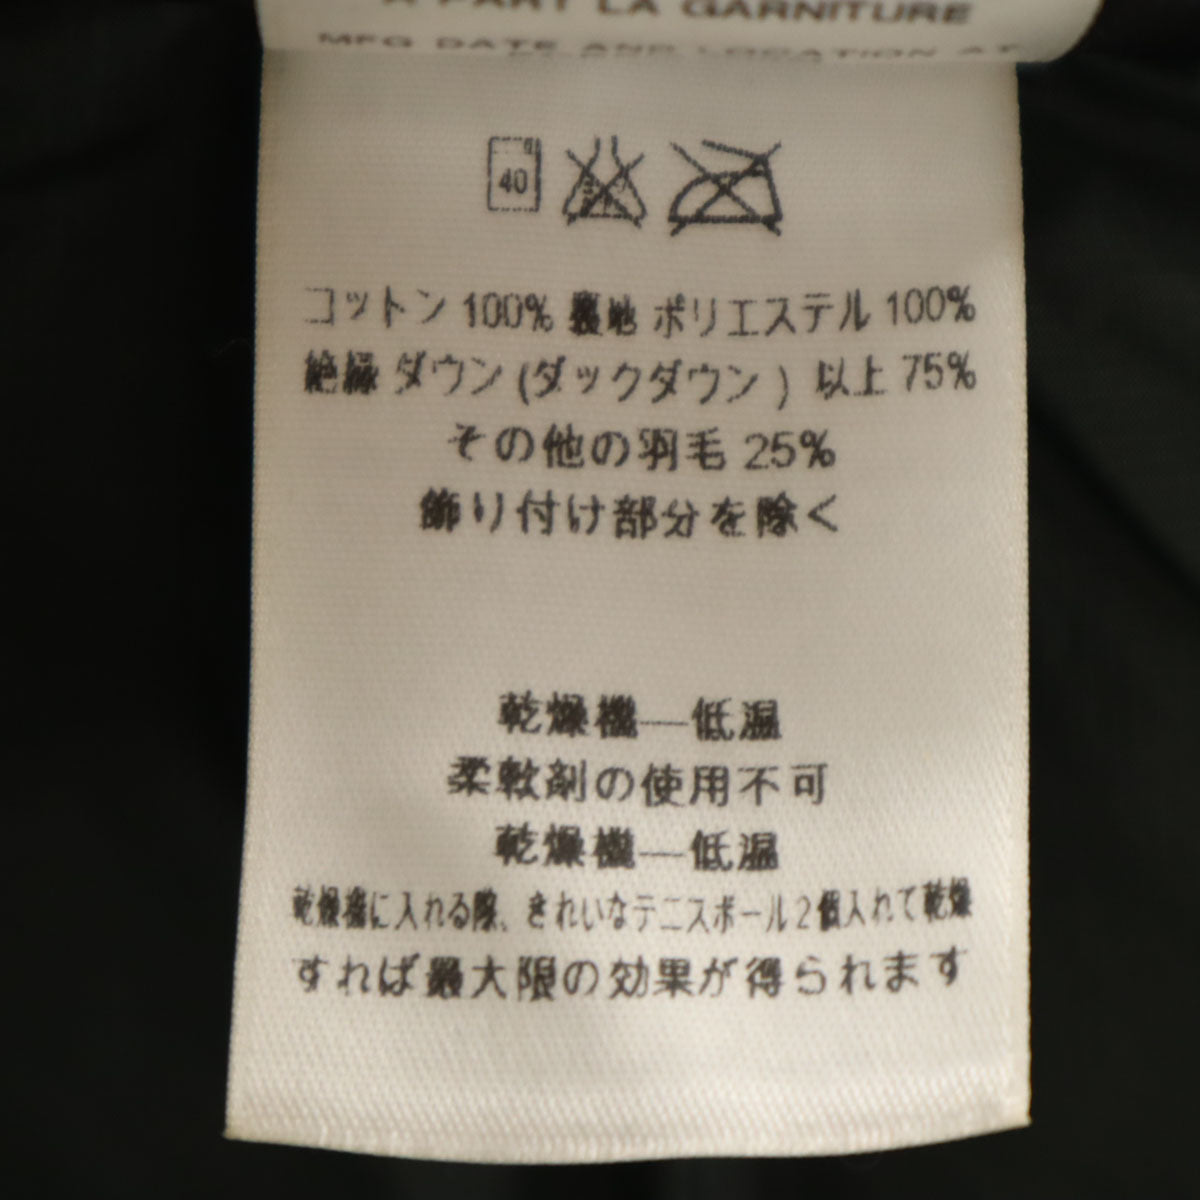 A PART LA GARNITURE
MFG DATE AND LOCATION AT
40
コットン 100% 裏地 ポリエステル 100%
絶縁 ダウン (ダックダウン) 以上 75%
その他の羽毛 25%
飾り付け部分を除く
乾燥機—低温
柔軟剤の使用不可
乾燥機—低温
乾燥機に入れる際、きれいなテニスボール2個入れて乾燥
すれば最大限の効果が得られます